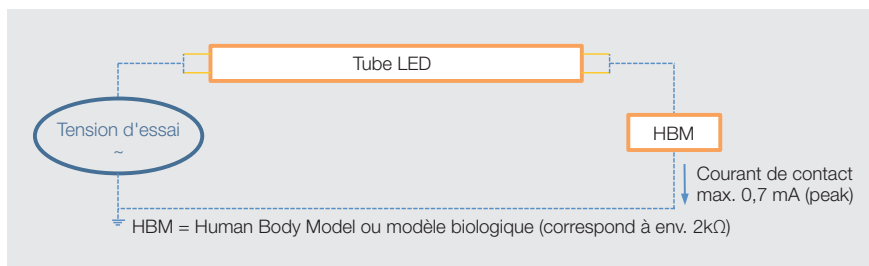 Tube LED
Tension d'essai
~
HBM
Courant de contact
max. 0,7 mA (peak)
HBM = Human Body Model ou modèle biologique (correspond à env. 2kΩ)